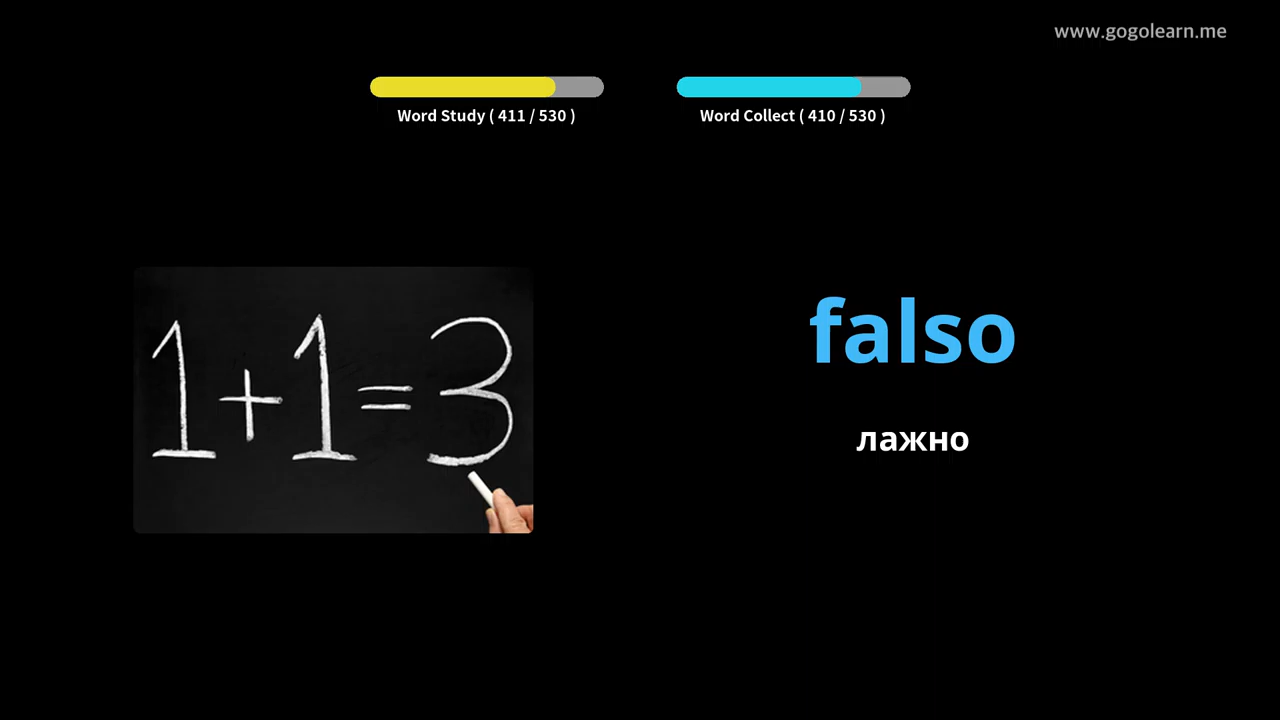 www.gogolearn.me
Word Study ( 411 / 530 )
Word Collect ( 410 / 530 )
1+1=3
falso
лажно